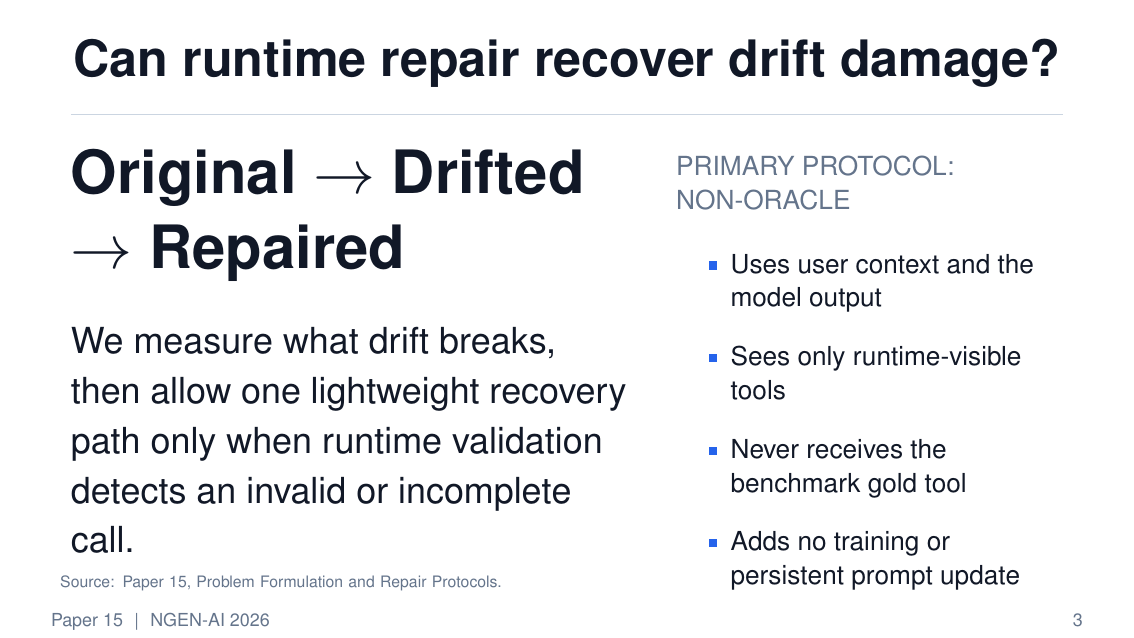 Can runtime repair recover drift damage?
Original → Drifted
→ Repaired
We measure what drift breaks,
then allow one lightweight recovery
path only when runtime validation
detects an invalid or incomplete
call.
PRIMARY PROTOCOL:
NON-ORACLE
▪ Uses user context and the
model output
▪ Sees only runtime-visible
tools
▪ Never receives the
benchmark gold tool
▪ Adds no training or
persistent prompt update
Source: Paper 15, Problem Formulation and Repair Protocols.
Paper 15 | NGEN-AI 2026
3